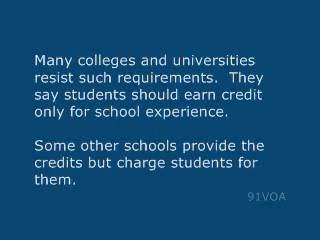 Many colleges and universities
resist such requirements.  They
say students should earn credit
only for school experience.
Some other schools provide the
credits but charge students for
them.
91VOA